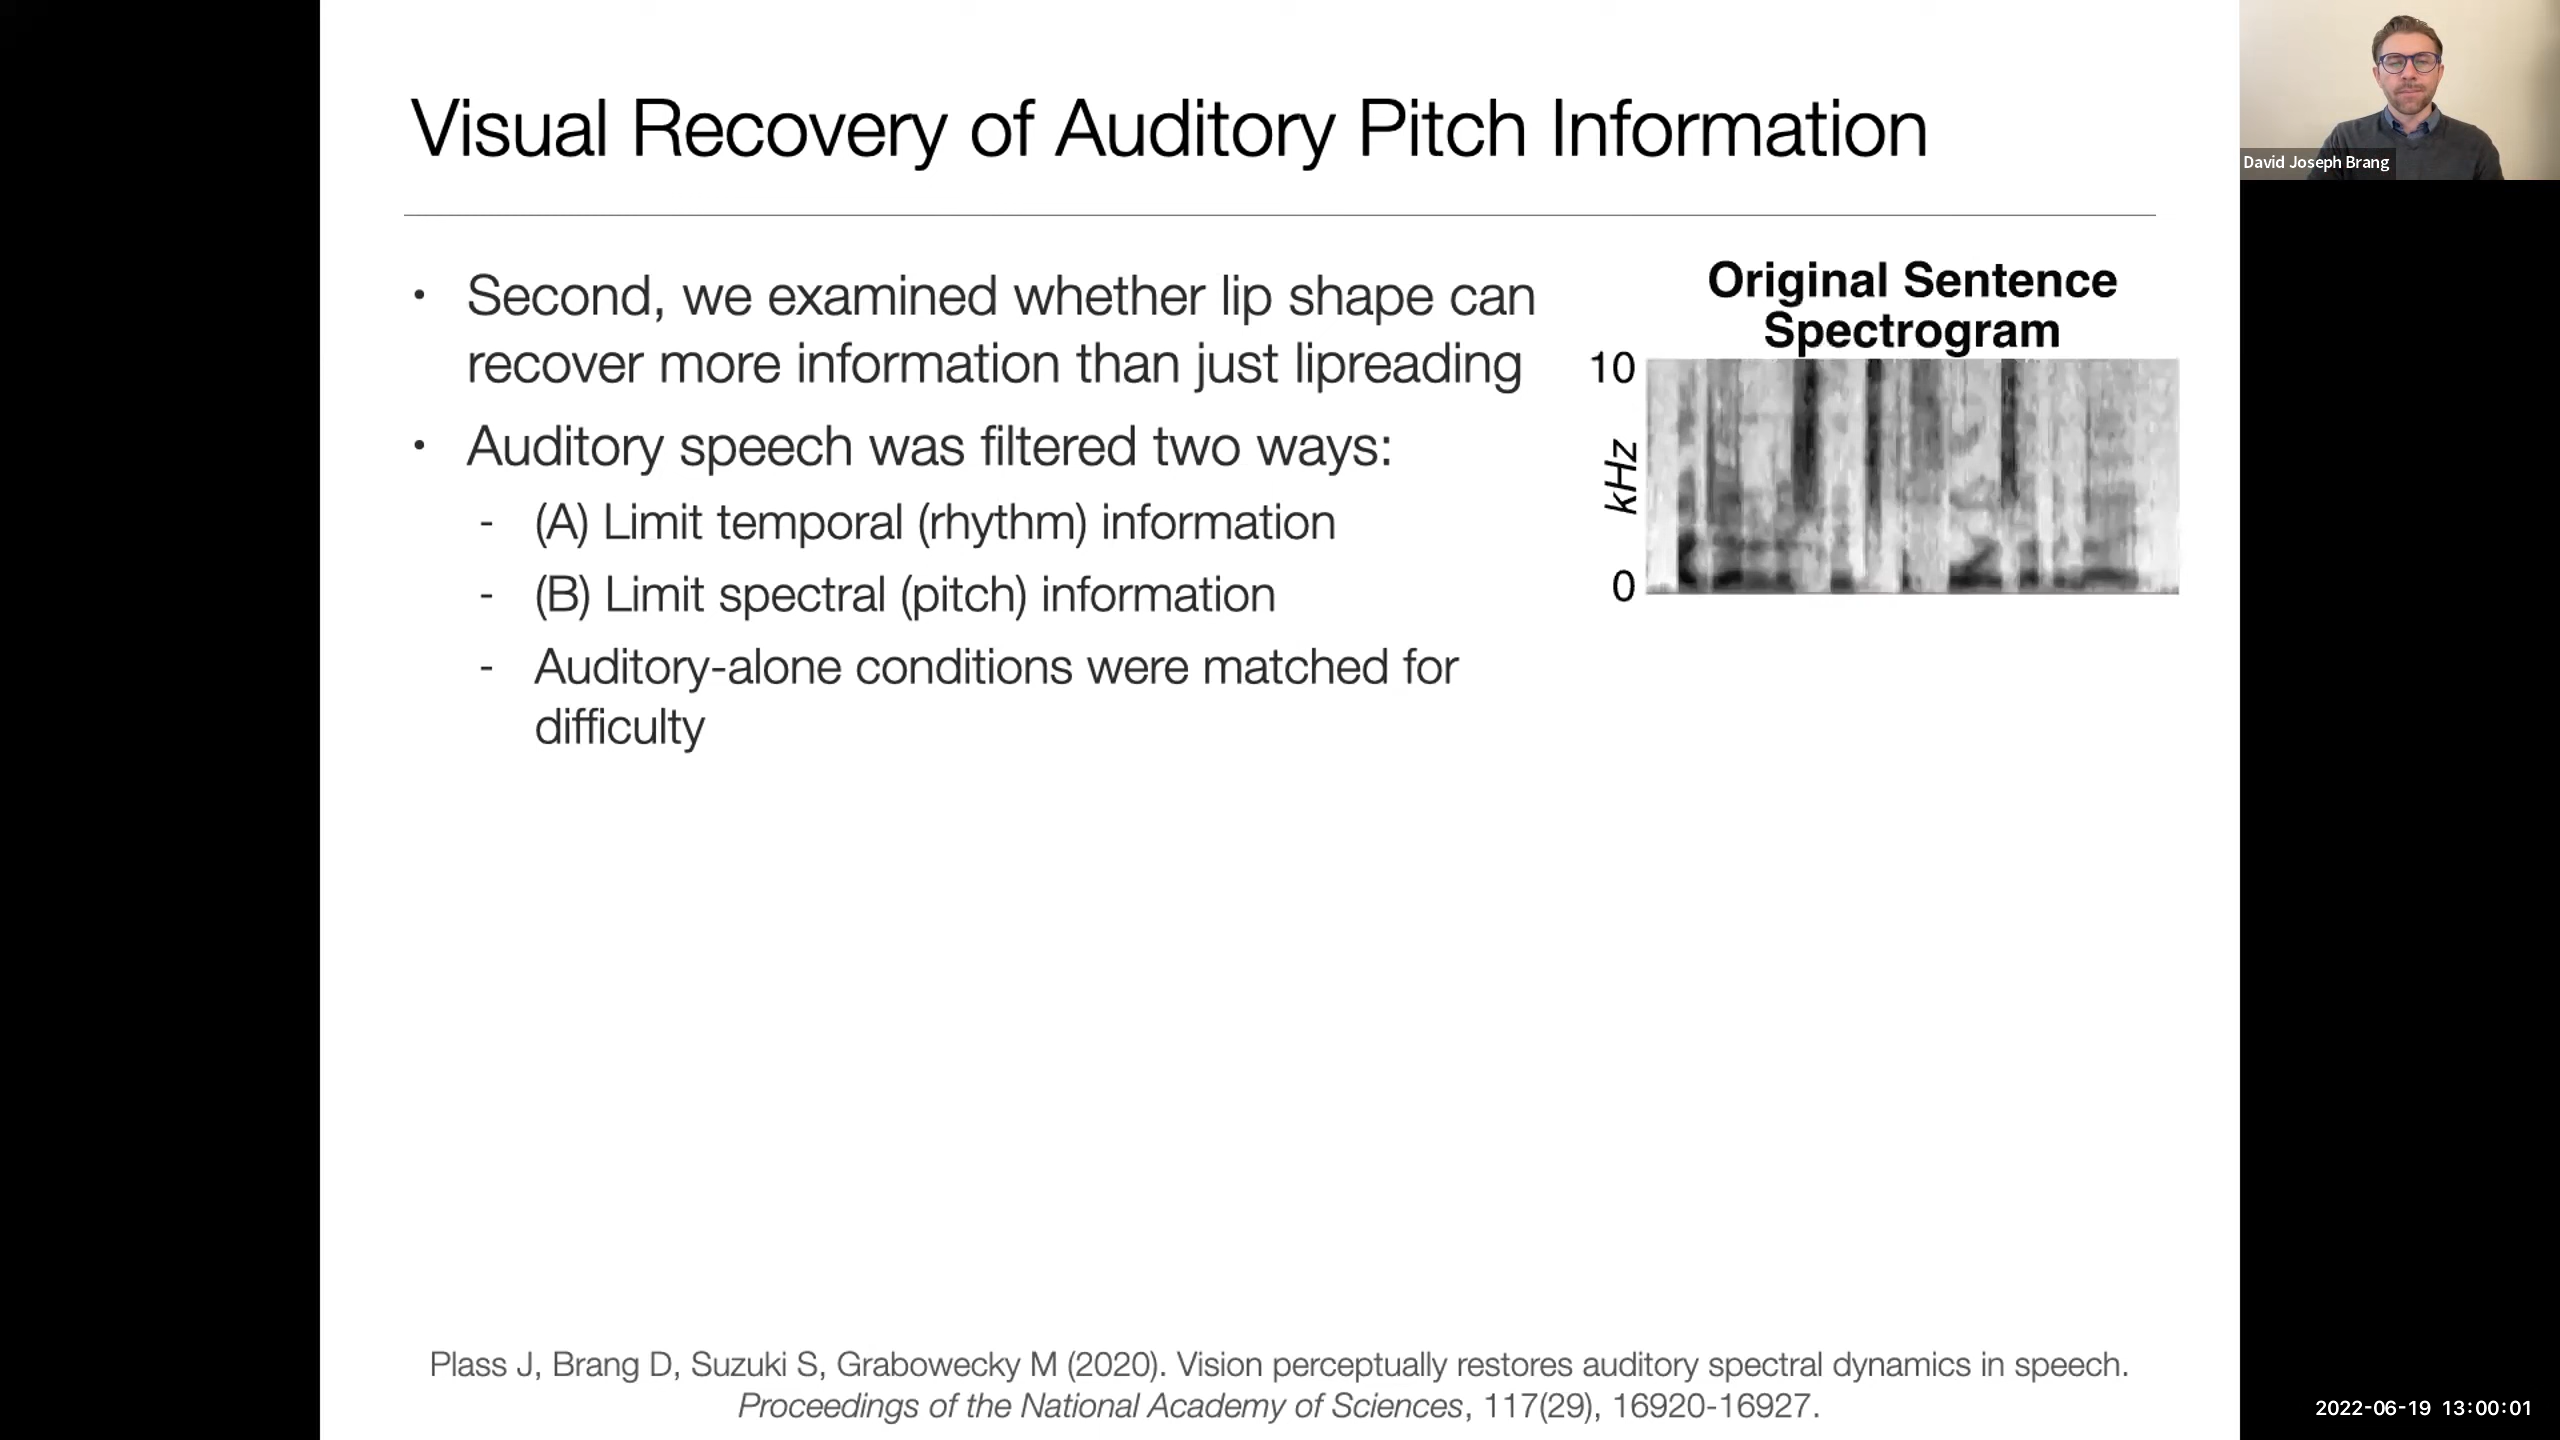 Visual Recovery of Auditory Pitch Information
David Joseph Brang
• Second, we examined whether lip shape can
recover more information than just lipreading
• Auditory speech was filtered two ways:
- (A) Limit temporal (rhythm) information
- (B) Limit spectral (pitch) information
- Auditory-alone conditions were matched for
difficulty
Original Sentence
Spectrogram
10
kHz
0
Plass J, Brang D, Suzuki S, Grabowecky M (2020). Vision perceptually restores auditory spectral dynamics in speech.
Proceedings of the National Academy of Sciences, 117(29), 16920-16927.
2022-06-19 13:00:01